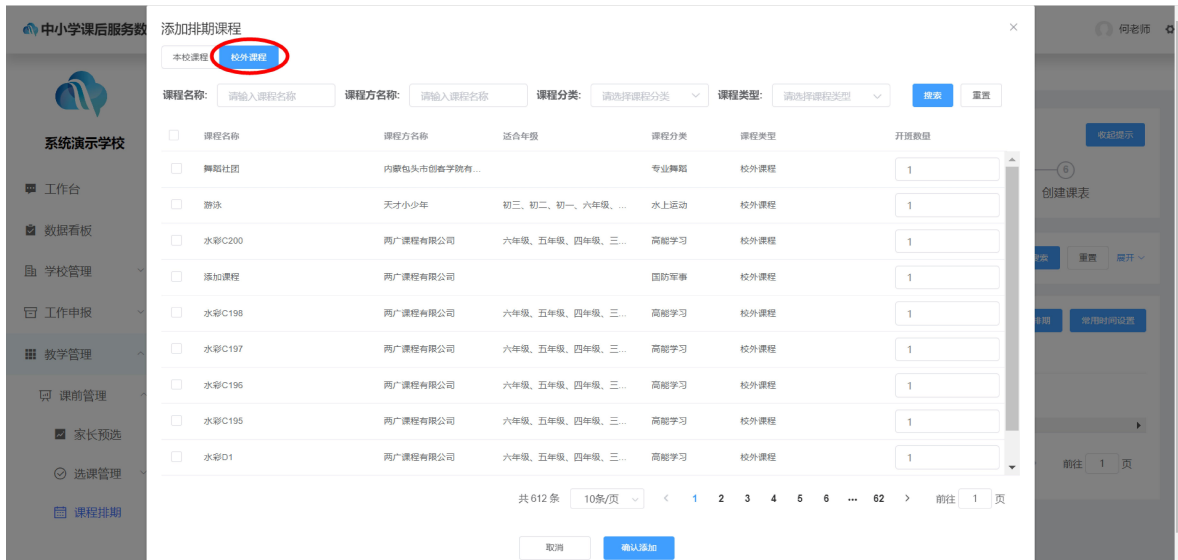 中小学课后服务数
添加排期课程
何老师
本校课程 校外课程
课程名称: 请输入课程名称 课程方名称: 请输入课程名称 课程分类: 请选择课程分类 课程类型: 请选择课程类型 搜索 重置
系统演示学校
课程名称 课程方名称 适合年级 课程分类 课程类型 开班数量
收起提示
舞蹈社团 内蒙包头市创客学院有... 专业舞蹈 校外课程 1
6
工作台
创建课表
游泳 天才小少年 初三、初二、初一、六年级、... 水上运动 校外课程 1
数据看板
水彩C200 两广课程有限公司 六年级、五年级、四年级、三... 高能学习 校外课程 1
搜索 重置 展开
学校管理
添加课程 两广课程有限公司 国防军事 校外课程 1
工作申报
水彩C198 两广课程有限公司 六年级、五年级、四年级、三... 高能学习 校外课程 1
排期 常用时间设置
教学管理
水彩C197 两广课程有限公司 六年级、五年级、四年级、三... 高能学习 校外课程 1
水彩C196 两广课程有限公司 六年级、五年级、四年级、三... 高能学习 校外课程 1
课前管理
水彩C195 两广课程有限公司 六年级、五年级、四年级、三... 高能学习 校外课程 1
家长预选
水彩D1 两广课程有限公司 六年级、五年级、四年级、三... 高能学习 校外课程 1
前往 1 页
选课管理
共 612 条 10条/页 1 2 3 4 5 6 ... 62 前往 1 页
课程排期
取消 确认添加